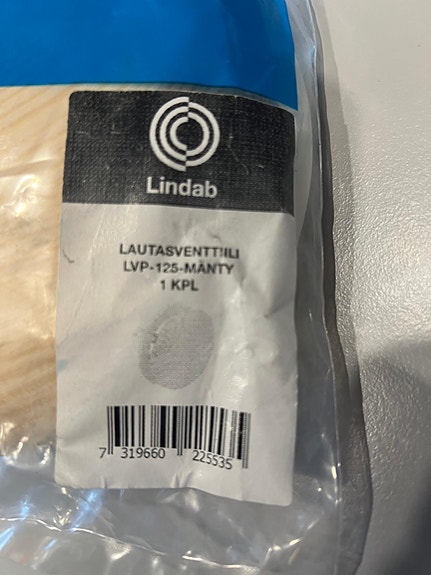 Lindab
LAUTASVENTTIILI
LVP-125-MÄNTY
1 KPL
7 319660 225535